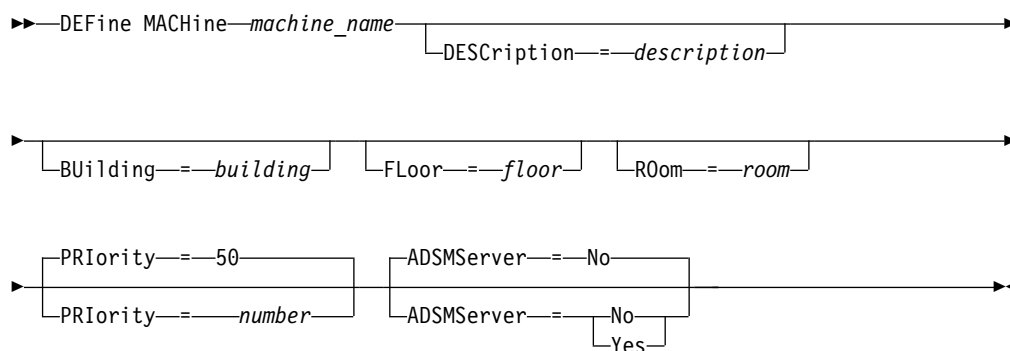 DEFine MACHine machine_name
DESCription = description
BUilding = building FLoor = floor ROom = room
PRIority = 50 ADSMServer = No
PRIority = number ADSMServer = No
Yes